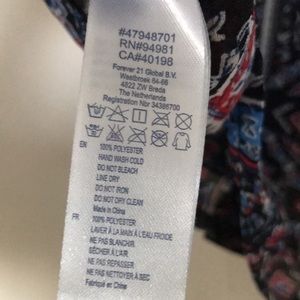 #47948701
RN#94981
CA#40198
Forever 21 Global B.V.
Westbroek 64-66
4822 ZW Breda
The Netherlands
Registration Nbr 34386700
EN
100% POLYESTER
HAND WASH COLD
DO NOT BLEACH
LINE DRY
DO NOT IRON
DO NOT DRY CLEAN
Made in China
FR
100% POLYESTER
LAVER À LA MAIN À L'EAU FROIDE
NE PAS BLANCHIR
SÉCHER À L'AIR
NE PAS REPASSER
NE PAS NETTOYER À SEC
Fabriqué en Chine